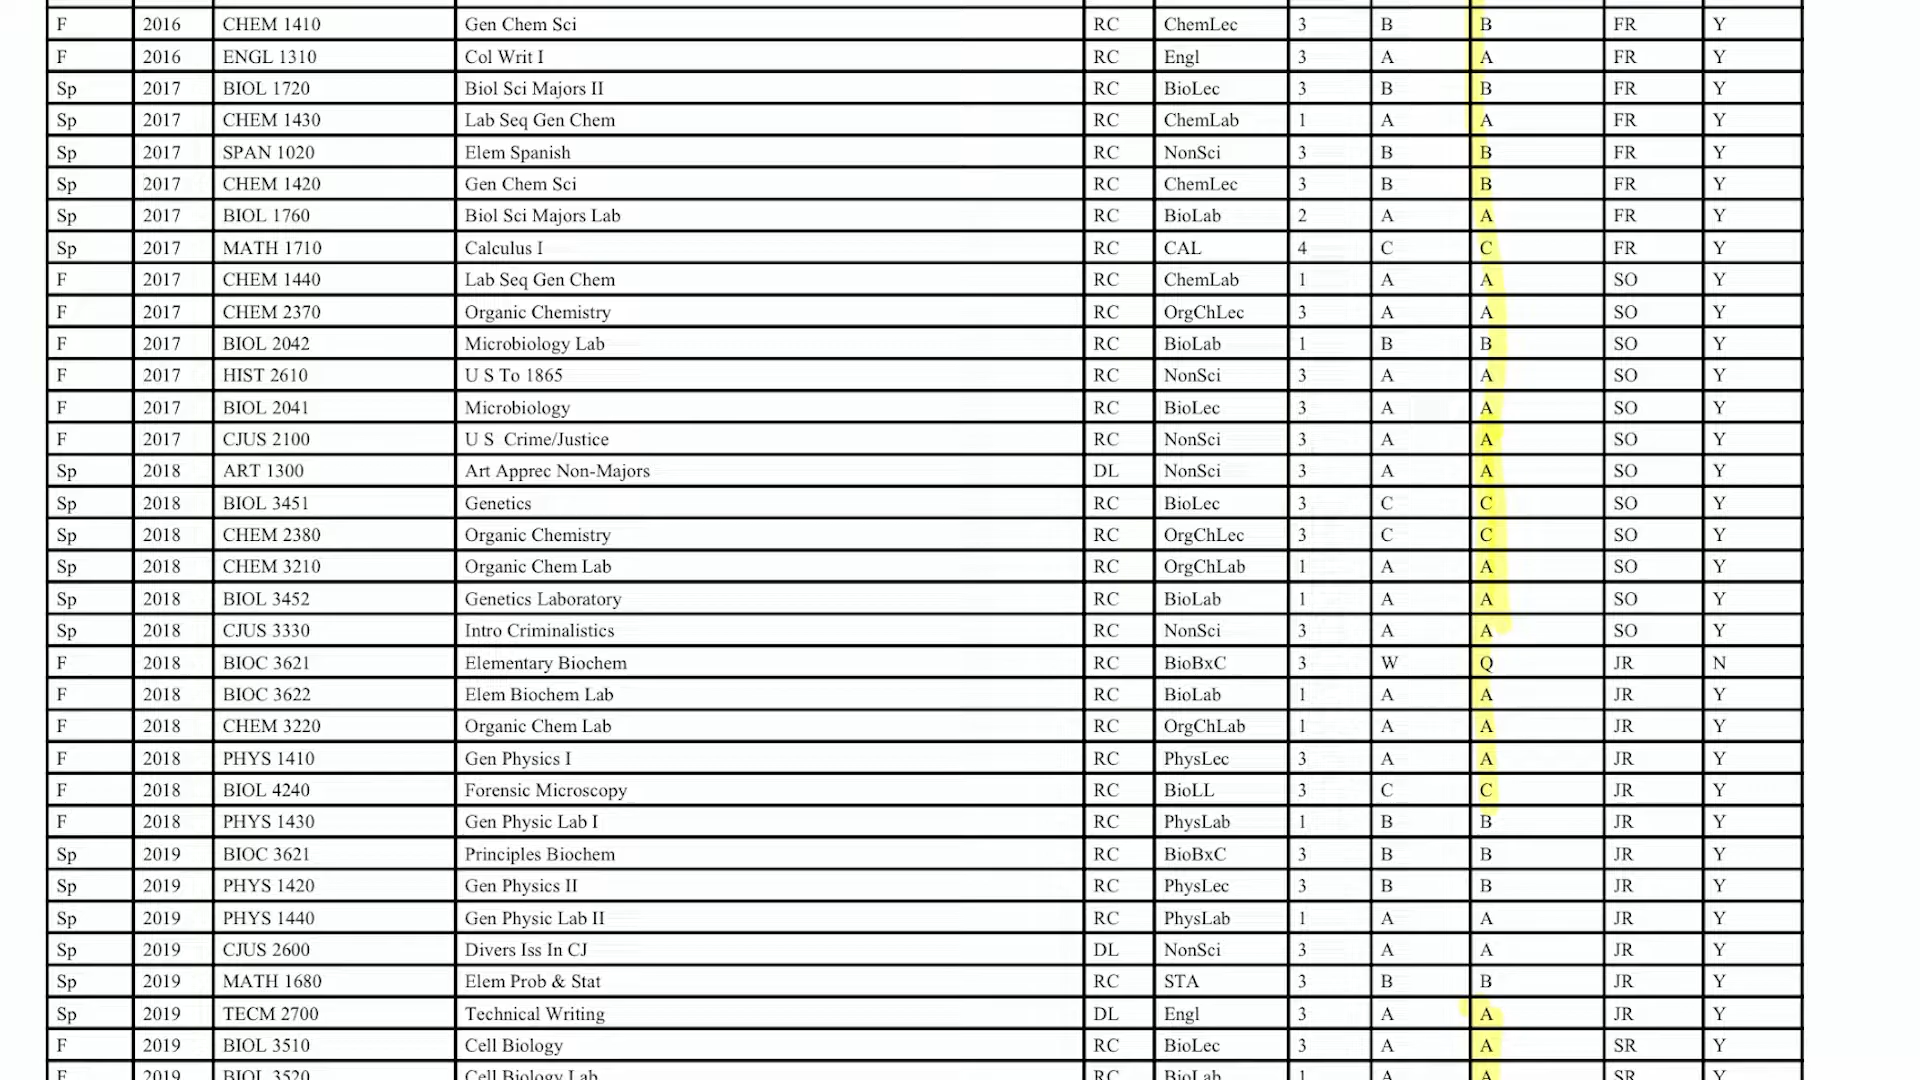 F 2016 CHEM 1410 Gen Chem Sci RC ChemLec 3 B B FR Y
F 2016 ENGL 1310 Col Writ I RC Engl 3 A A FR Y
Sp 2017 BIOL 1720 Biol Sci Majors II RC BioLec 3 B B FR Y
Sp 2017 CHEM 1430 Lab Seq Gen Chem RC ChemLab 1 A A FR Y
Sp 2017 SPAN 1020 Elem Spanish RC NonSci 3 B B FR Y
Sp 2017 CHEM 1420 Gen Chem Sci RC ChemLec 3 B B FR Y
Sp 2017 BIOL 1760 Biol Sci Majors Lab RC BioLab 2 A A FR Y
Sp 2017 MATH 1710 Calculus I RC CAL 4 C C FR Y
F 2017 CHEM 1440 Lab Seq Gen Chem RC ChemLab 1 A A SO Y
F 2017 CHEM 2370 Organic Chemistry RC OrgChLec 3 A A SO Y
F 2017 BIOL 2042 Microbiology Lab RC BioLab 1 B B SO Y
F 2017 HIST 2610 U S To 1865 RC NonSci 3 A A SO Y
F 2017 BIOL 2041 Microbiology RC BioLec 3 A A SO Y
F 2017 CJUS 2100 U S Crime/Justice RC NonSci 3 A A SO Y
Sp 2018 ART 1300 Art Apprec Non-Majors DL NonSci 3 A A SO Y
Sp 2018 BIOL 3451 Genetics RC BioLec 3 C C SO Y
Sp 2018 CHEM 2380 Organic Chemistry RC OrgChLec 3 C C SO Y
Sp 2018 CHEM 3210 Organic Chem Lab RC OrgChLab 1 A A SO Y
Sp 2018 BIOL 3452 Genetics Laboratory RC BioLab 1 A A SO Y
Sp 2018 CJUS 3330 Intro Criminalistics RC NonSci 3 A A SO Y
F 2018 BIOC 3621 Elementary Biochem RC BioBxC 3 W Q JR N
F 2018 BIOC 3622 Elem Biochem Lab RC BioLab 1 A A JR Y
F 2018 CHEM 3220 Organic Chem Lab RC OrgChLab 1 A A JR Y
F 2018 PHYS 1410 Gen Physics I RC PhysLec 3 A A JR Y
F 2018 BIOL 4240 Forensic Microscopy RC BioLL 3 C C JR Y
F 2018 PHYS 1430 Gen Physic Lab I RC PhysLab 1 B B JR Y
Sp 2019 BIOC 3621 Principles Biochem RC BioBxC 3 B B JR Y
Sp 2019 PHYS 1420 Gen Physics II RC PhysLec 3 B B JR Y
Sp 2019 PHYS 1440 Gen Physic Lab II RC PhysLab 1 A A JR Y
Sp 2019 CJUS 2600 Divers Iss In CJ DL NonSci 3 A A JR Y
Sp 2019 MATH 1680 Elem Prob & Stat RC STA 3 B B JR Y
Sp 2019 TECM 2700 Technical Writing DL Engl 3 A A JR Y
F 2019 BIOL 3510 Cell Biology RC BioLec 3 A A SR Y
F 2019 BIOL 3520 Cell Biology Lab RC BioLab 1 A A SR Y